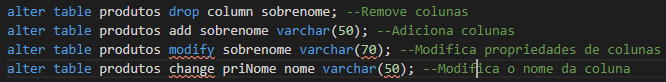 alter table produtos drop column sobrenome; --Remove colunas
alter table produtos add sobrenome varchar(50); --Adiciona colunas
alter table produtos modify sobrenome varchar(70); --Modifica propriedades de colunas
alter table produtos change priNome nome varchar(50); --Modifica o nome da coluna